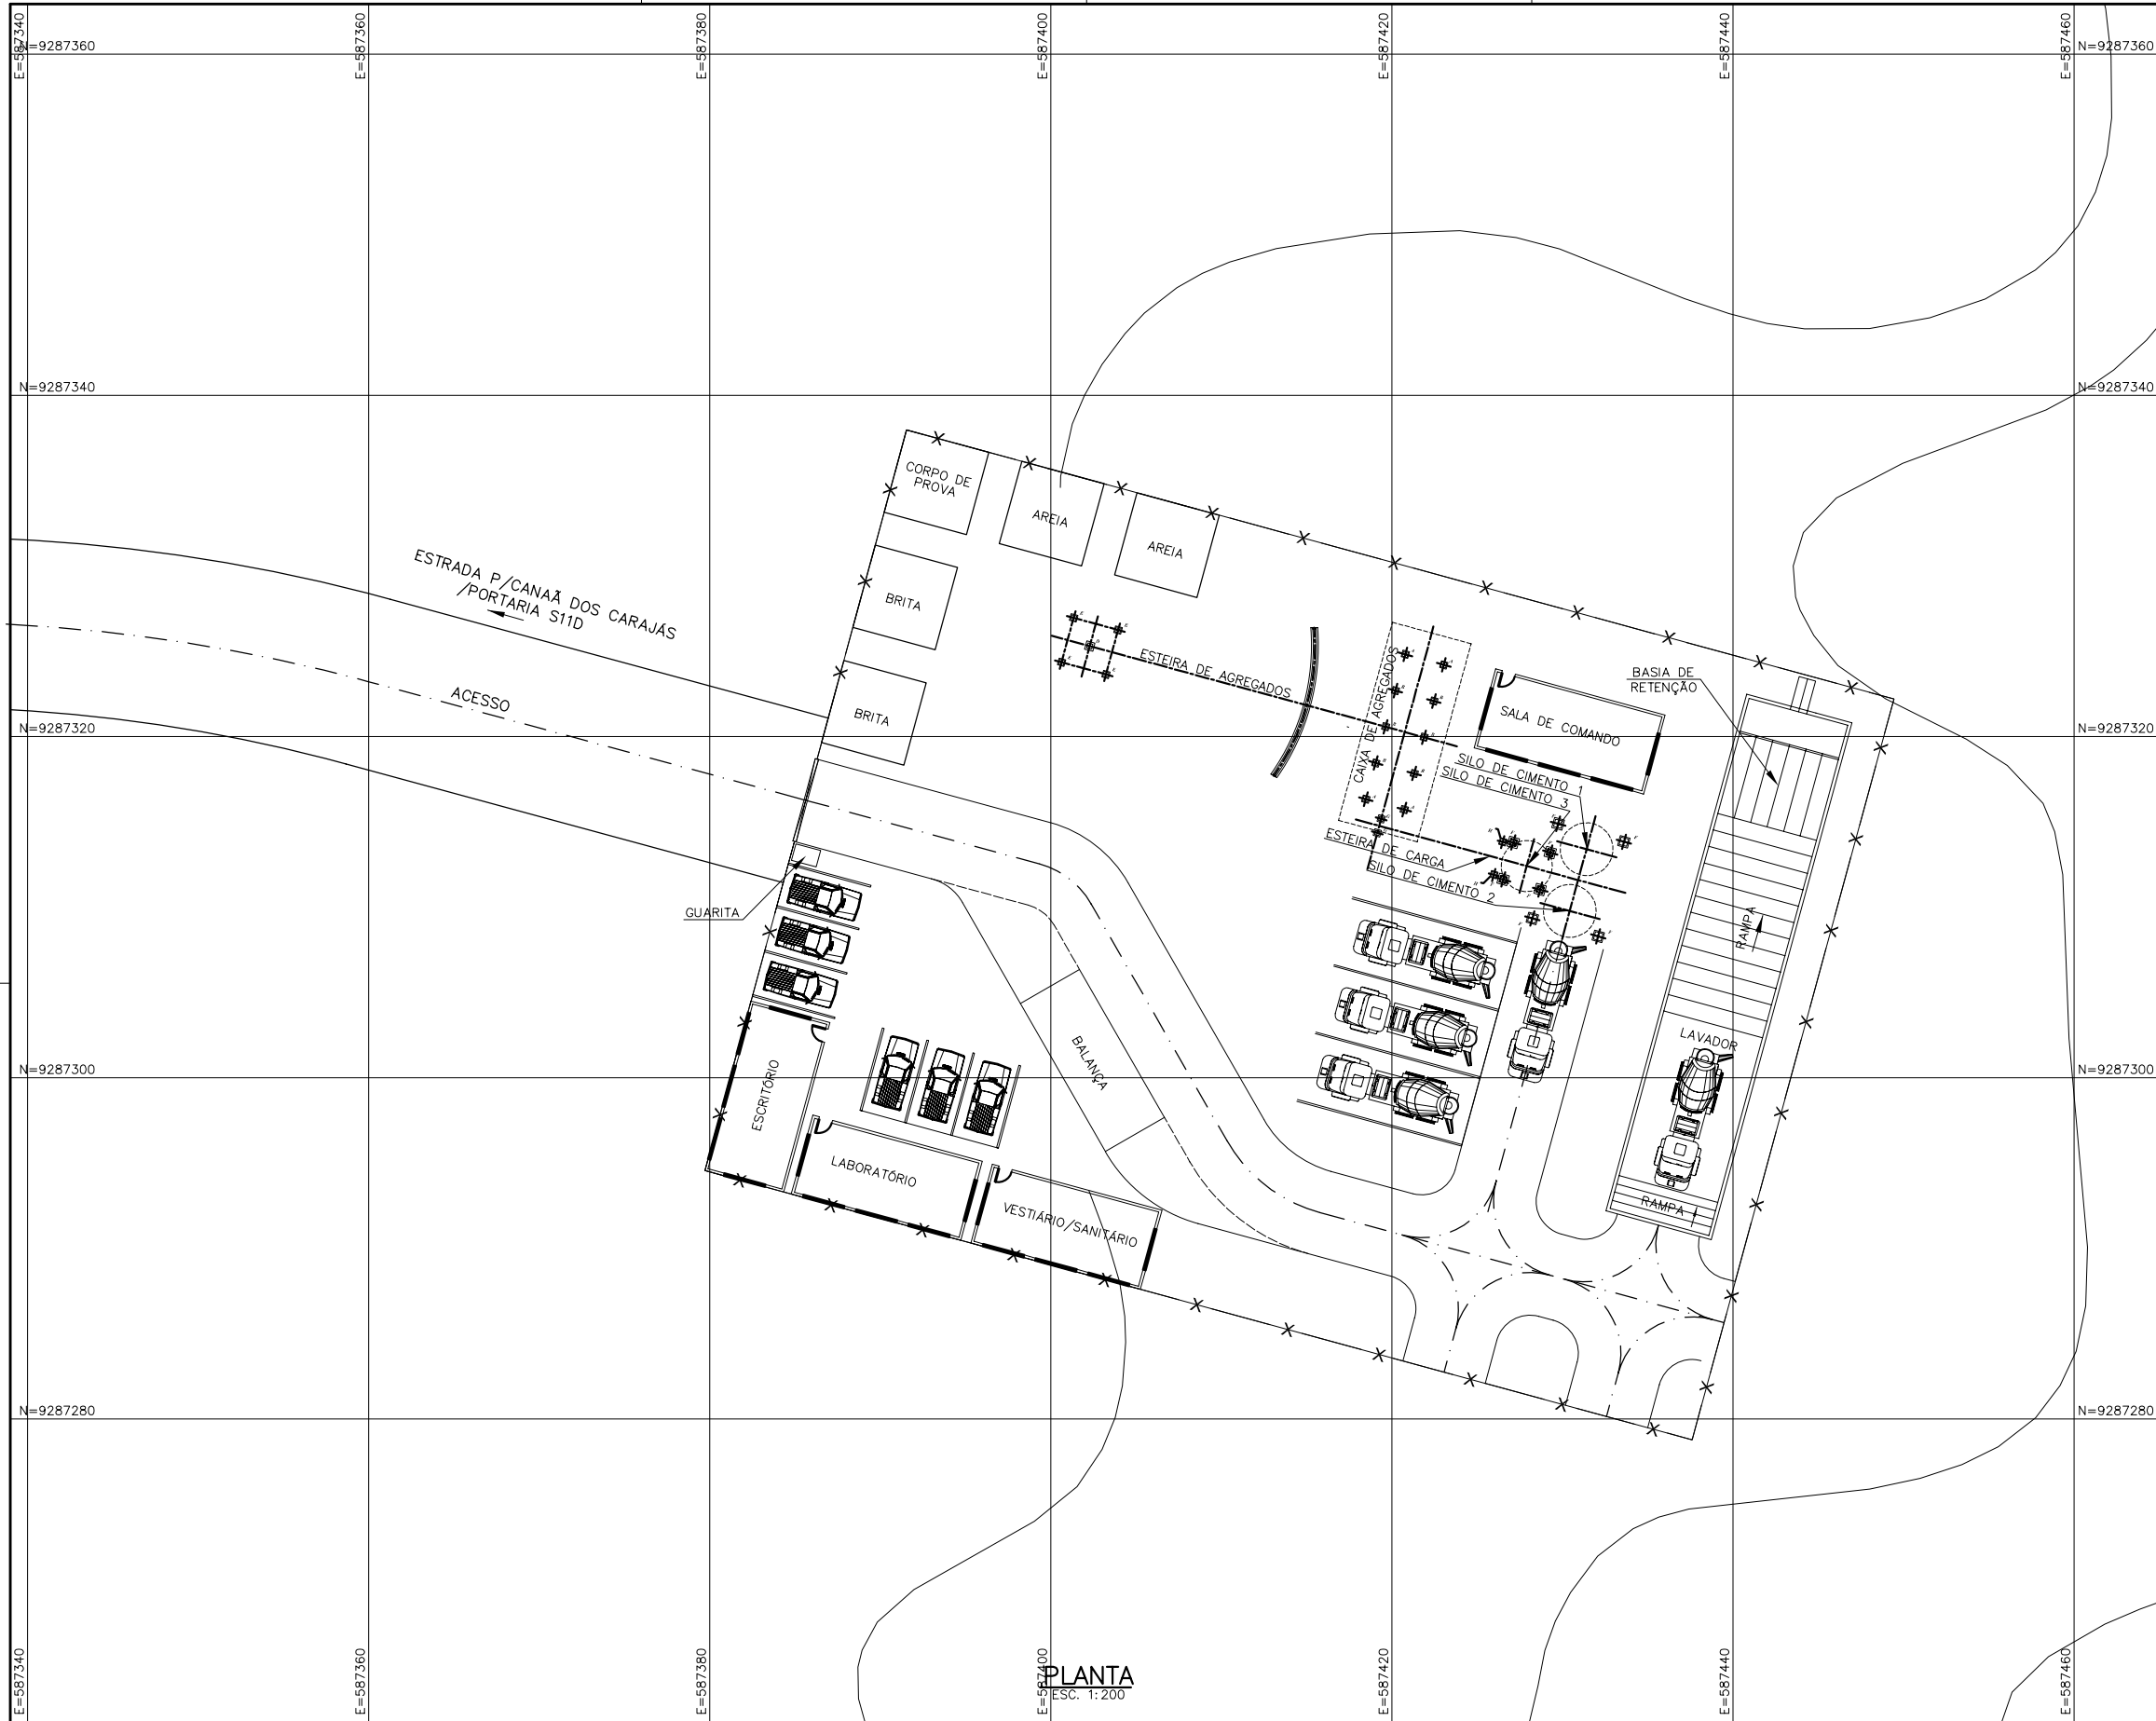 E=587340
E=587360
E=587380
E=587400
E=587420
E=587440
E=587460
N=9287360
N=9287360
N=9287340
N=9287340
CORPO DE
PROVA
AREIA
AREIA
BRITA
BRITA
ESTRADA P/CANAÃ DOS CARAJÁS
/PORTARIA S11D
ACESSO
ESTEIRA DE AGREGADOS
CAIXA DE AGREGADOS
SALA DE COMANDO
BASIA DE
RETENÇÃO
N=9287320
N=9287320
SILO DE CIMENTO 1
SILO DE CIMENTO 3
ESTEIRA DE CARGA
SILO DE CIMENTO 2
GUARITA
RAMPA
LAVADOR
BALANÇA
N=9287300
N=9287300
ESCRITÓRIO
LABORATÓRIO
VESTIÁRIO/SANITÁRIO
RAMPA
N=9287280
N=9287280
PLANTA
ESC. 1:200
E=587340
E=587360
E=587380
E=587400
E=587420
E=587440
E=587460